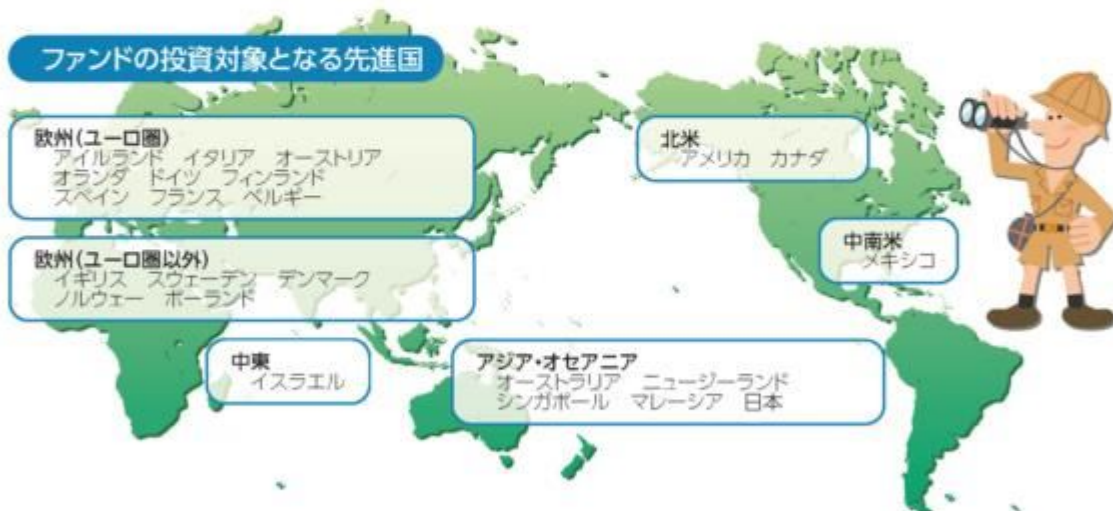 ファンドの投資対象となる先進国
欧州(ユーロ圏)
アイルランド イタリア オーストリア
オランダ ドイツ フィンランド
スペイン フランス ベルギー
北米
アメリカ カナダ
中南米
メキシコ
欧州(ユーロ圏以外)
イギリス スウェーデン デンマーク
ノルウェー ポーランド
中東
イスラエル
アジア・オセアニア
オーストラリア ニュージーランド
シンガポール マレーシア 日本